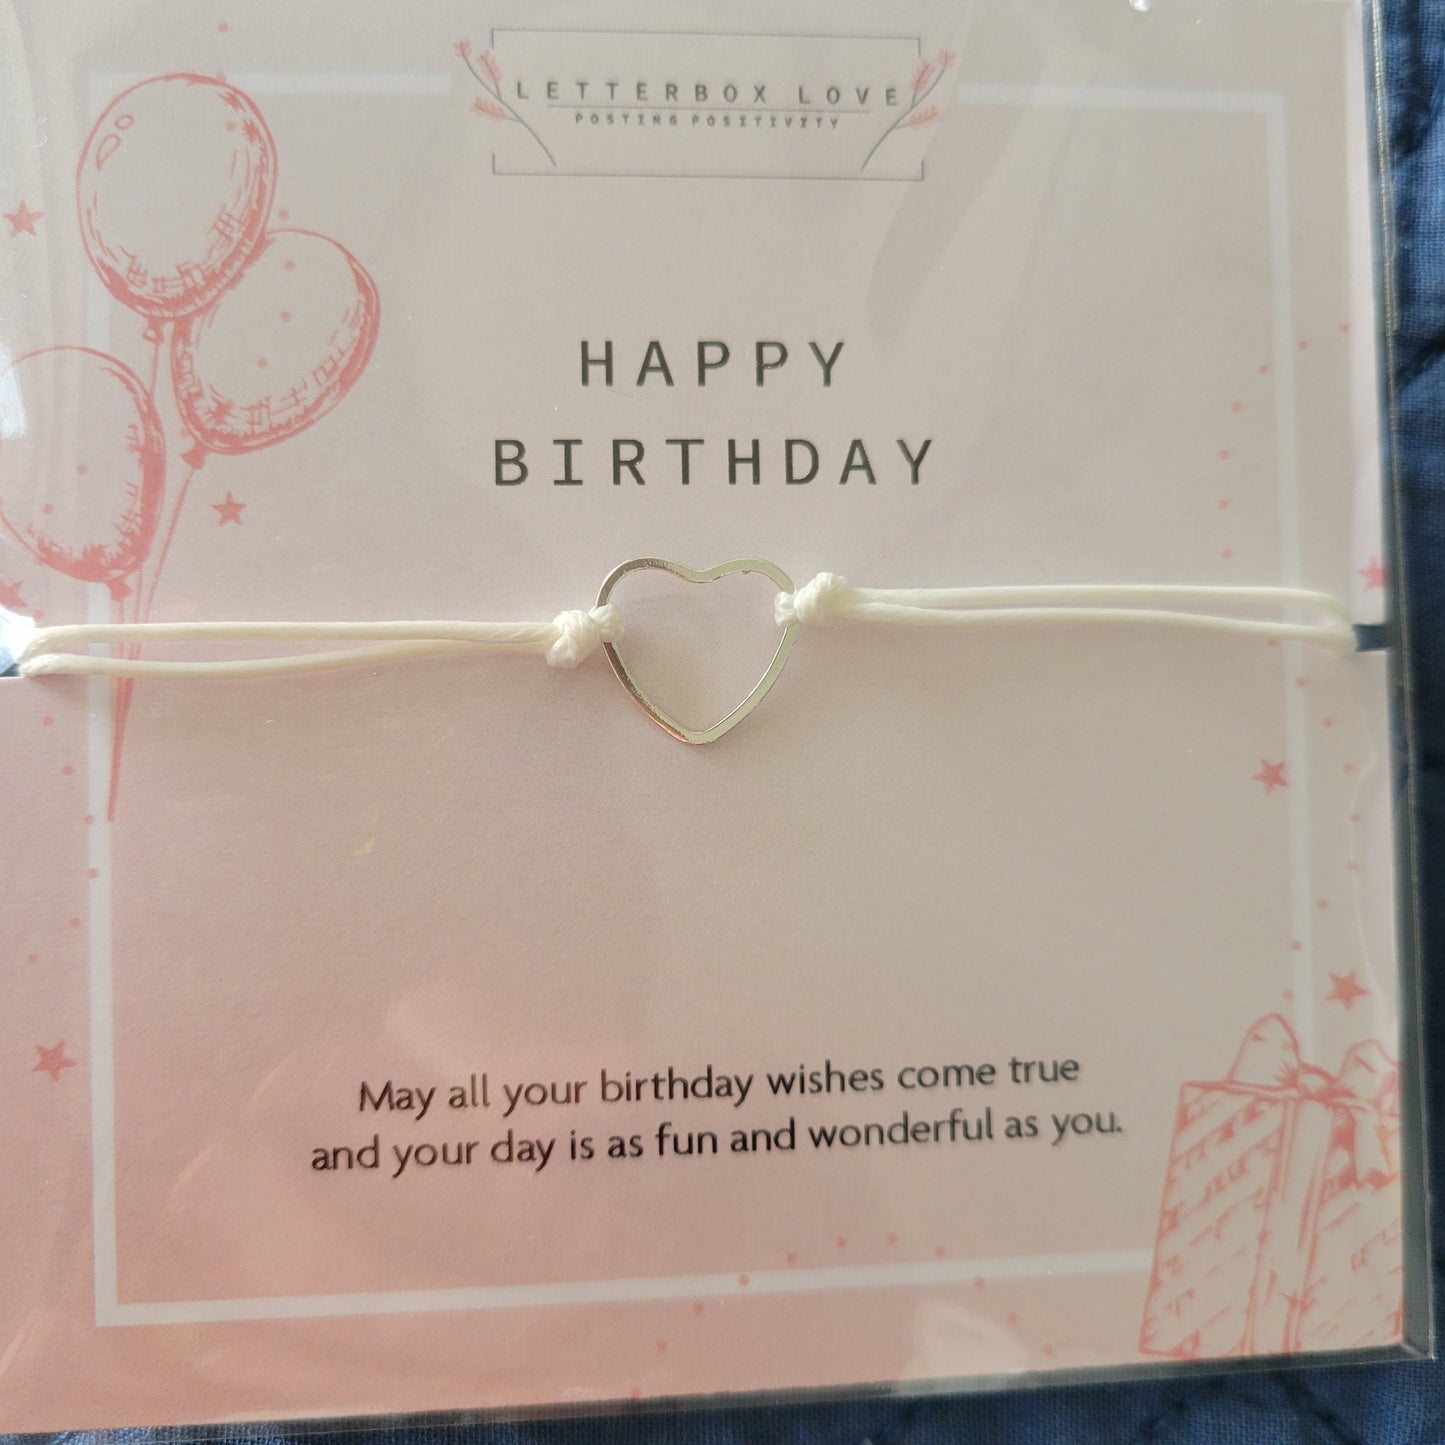 LETTERBOX LOVE
POSTING POSITIVITY
HAPPY
BIRTHDAY
May all your birthday wishes come true
and your day is as fun and wonderful as you.